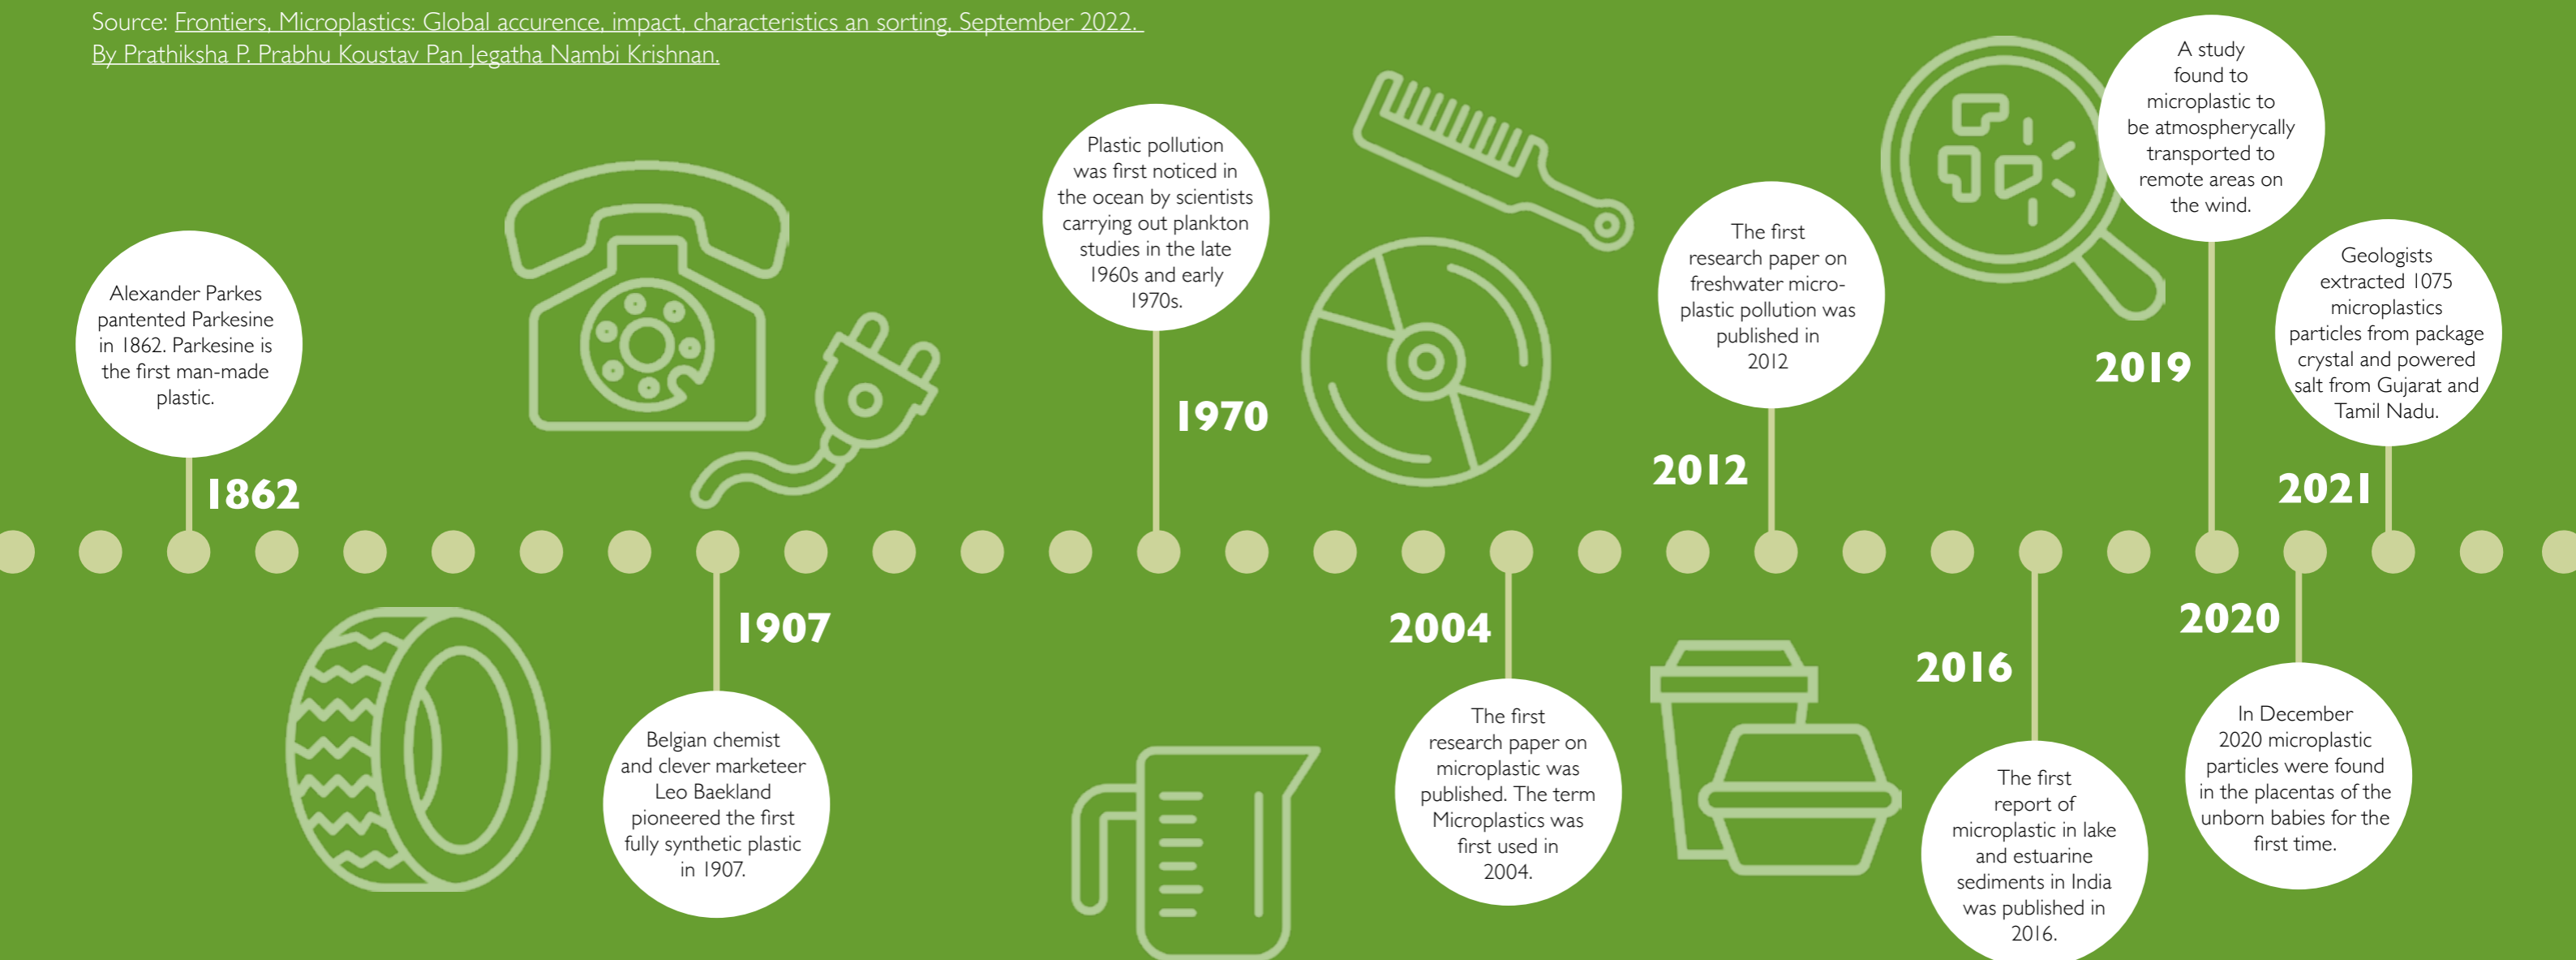 Source: Frontiers, Microplastics: Global accurence, impact, characteristics an sorting, September 2022.
By Prathiksha P. Prabhu Koustav Pan Jegatha Nambi Krishnan.
Alexander Parkes
pantented Parkesine
in 1862. Parkesine is
the first man-made
plastic.
1862
1907
Belgian chemist
and clever marketeer
Leo Baekland
pioneered the first
fully synthetic plastic
in 1907.
Plastic pollution
was first noticed in
the ocean by scientists
carrying out plankton
studies in the late
1960s and early
1970s.
1970
2004
The first
research paper on
microplastic was
published. The term
Microplastics was
first used in
2004.
The first
research paper on
freshwater micro-
plastic pollution was
published in
2012
2012
2016
The first
report of
microplastic in lake
and estuarine
sediments in India
was published in
2016.
A study
found to
microplastic to
be atmospherycally
transported to
remote areas on
the wind.
2019
2020
In December
2020 microplastic
particles were found
in the placentas of the
unborn babies for the
first time.
Geologists
extracted 1075
microplastics
particles from package
crystal and powered
salt from Gujarat and
Tamil Nadu.
2021